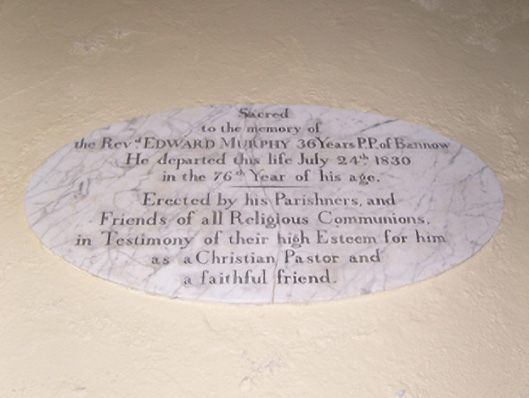 Sacred
to the memory of
the Revd EDWARD MURPHY 36 Years P.P. of Bannow
He departed this life July 24th 1830
in the 76th Year of his age.
Erected by his Parishners, and
Friends of all Religious Communions,
in Testimony of their high Esteem for him
as a Christian Pastor and
a faithful friend.